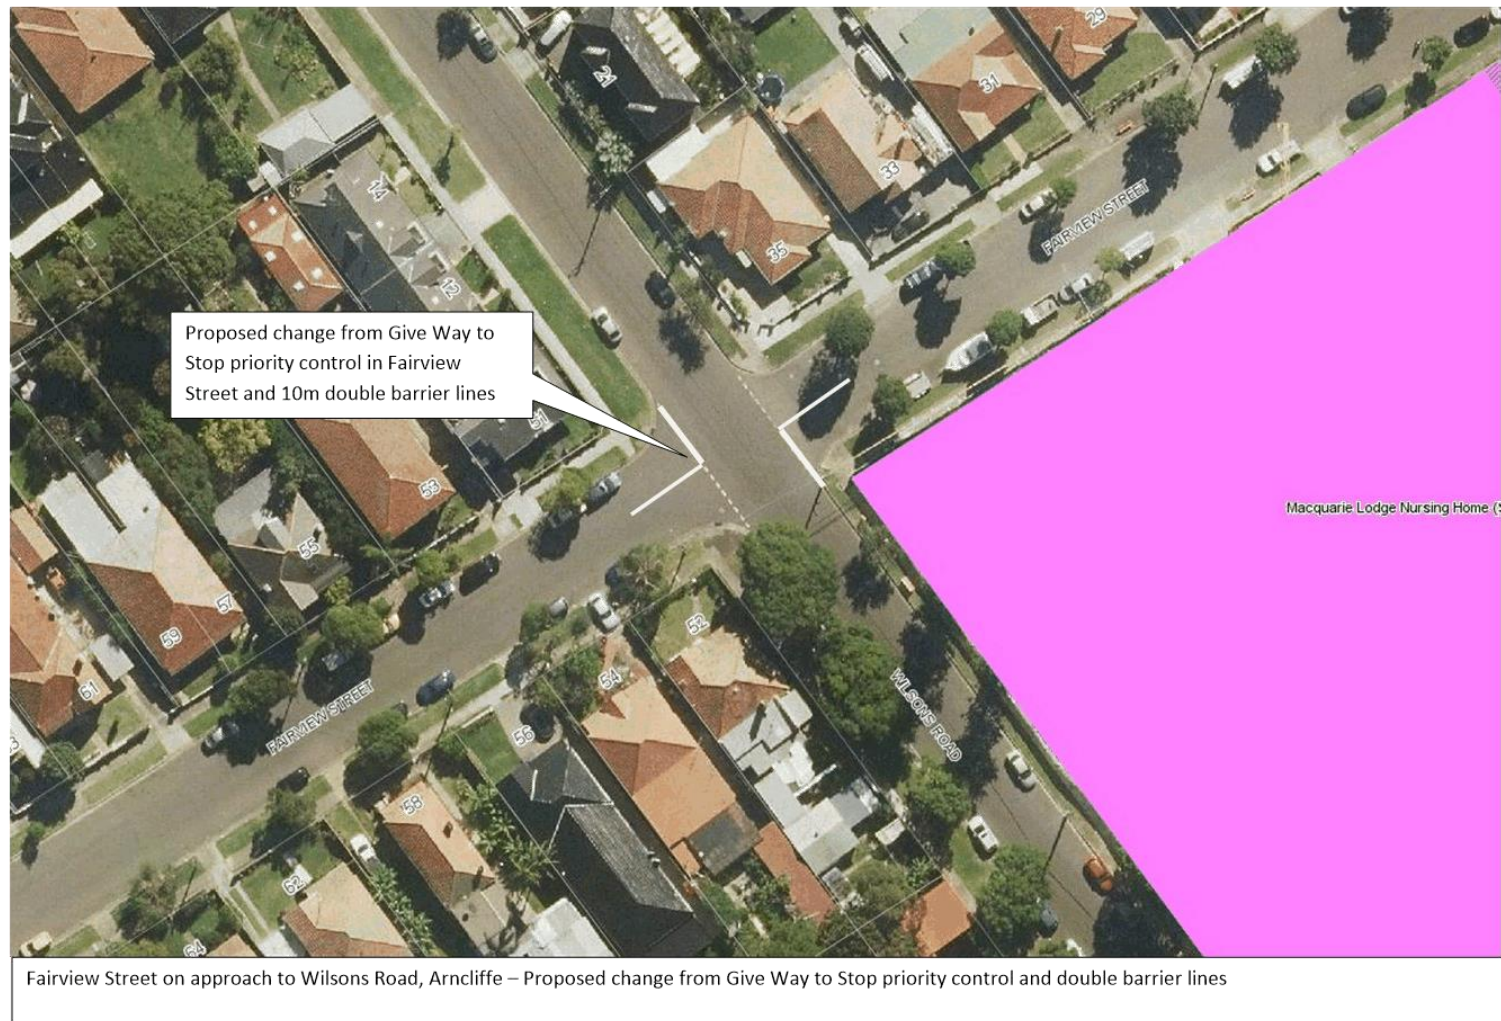 29
21
31
33
14
FAIRVIEW STREET
35
12
Proposed change from Give Way to
Stop priority control in Fairview
Street and 10m double barrier lines
51
53
Macquarie Lodge Nursing Home (
55
57
59
52
54
61
WILSONS ROAD
FAIRVIEW STREET
56
58
62
64
Fairview Street on approach to Wilsons Road, Arncliffe – Proposed change from Give Way to Stop priority control and double barrier lines